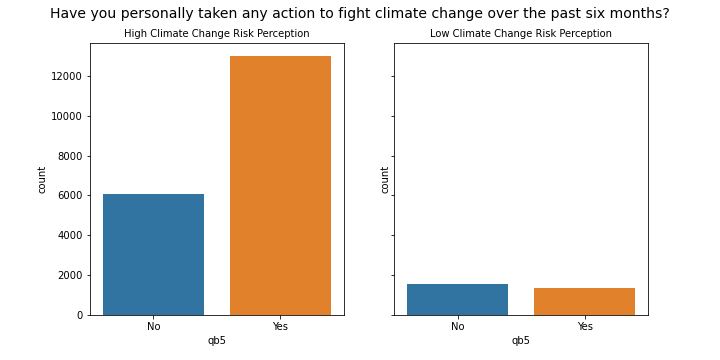 Have you personally taken any action to fight climate change over the past six months?
High Climate Change Risk Perception
12000
10000
8000
6000
4000
2000
0
count
No Yes
qb5
Low Climate Change Risk Perception
count
No Yes
qb5